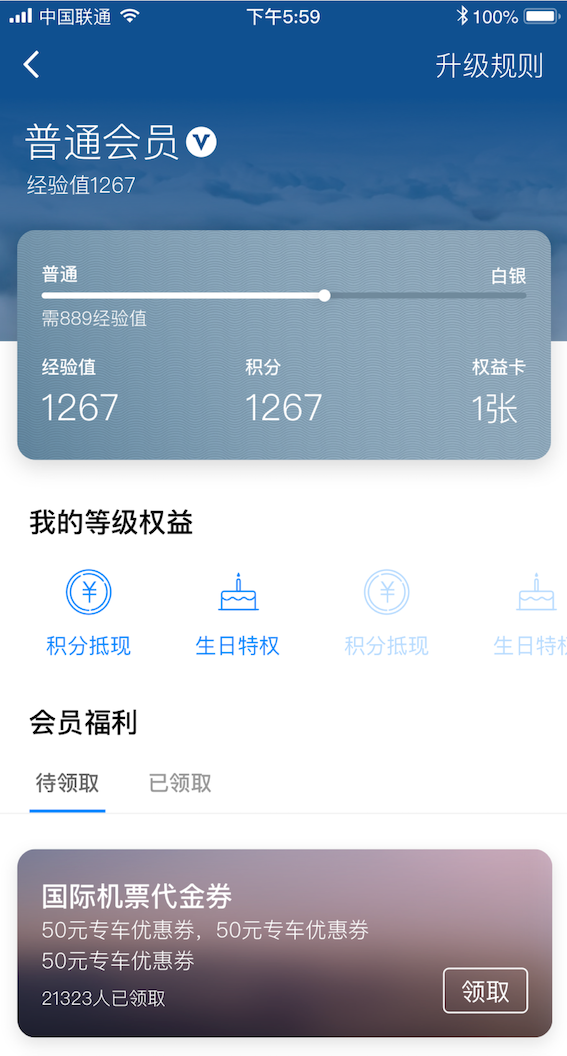 中国联通 下午5:59 100%
升级规则
普通会员
经验值1267
普通 白银
需889经验值
经验值 积分 权益卡
1267 1267 1张
我的等级权益
积分抵现 生日特权 积分抵现 生日特权
会员福利
待领取 已领取
国际机票代金券
50元专车优惠券，50元专车优惠券
50元专车优惠券
21323人已领取
领取